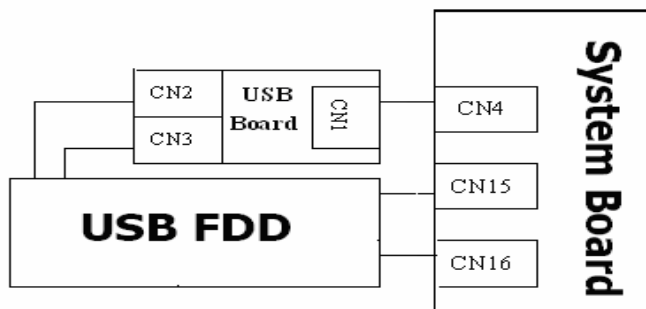 CN2
USB
Board
CN1
CN3
CN4
CN15
CN16
USB FDD
System Board